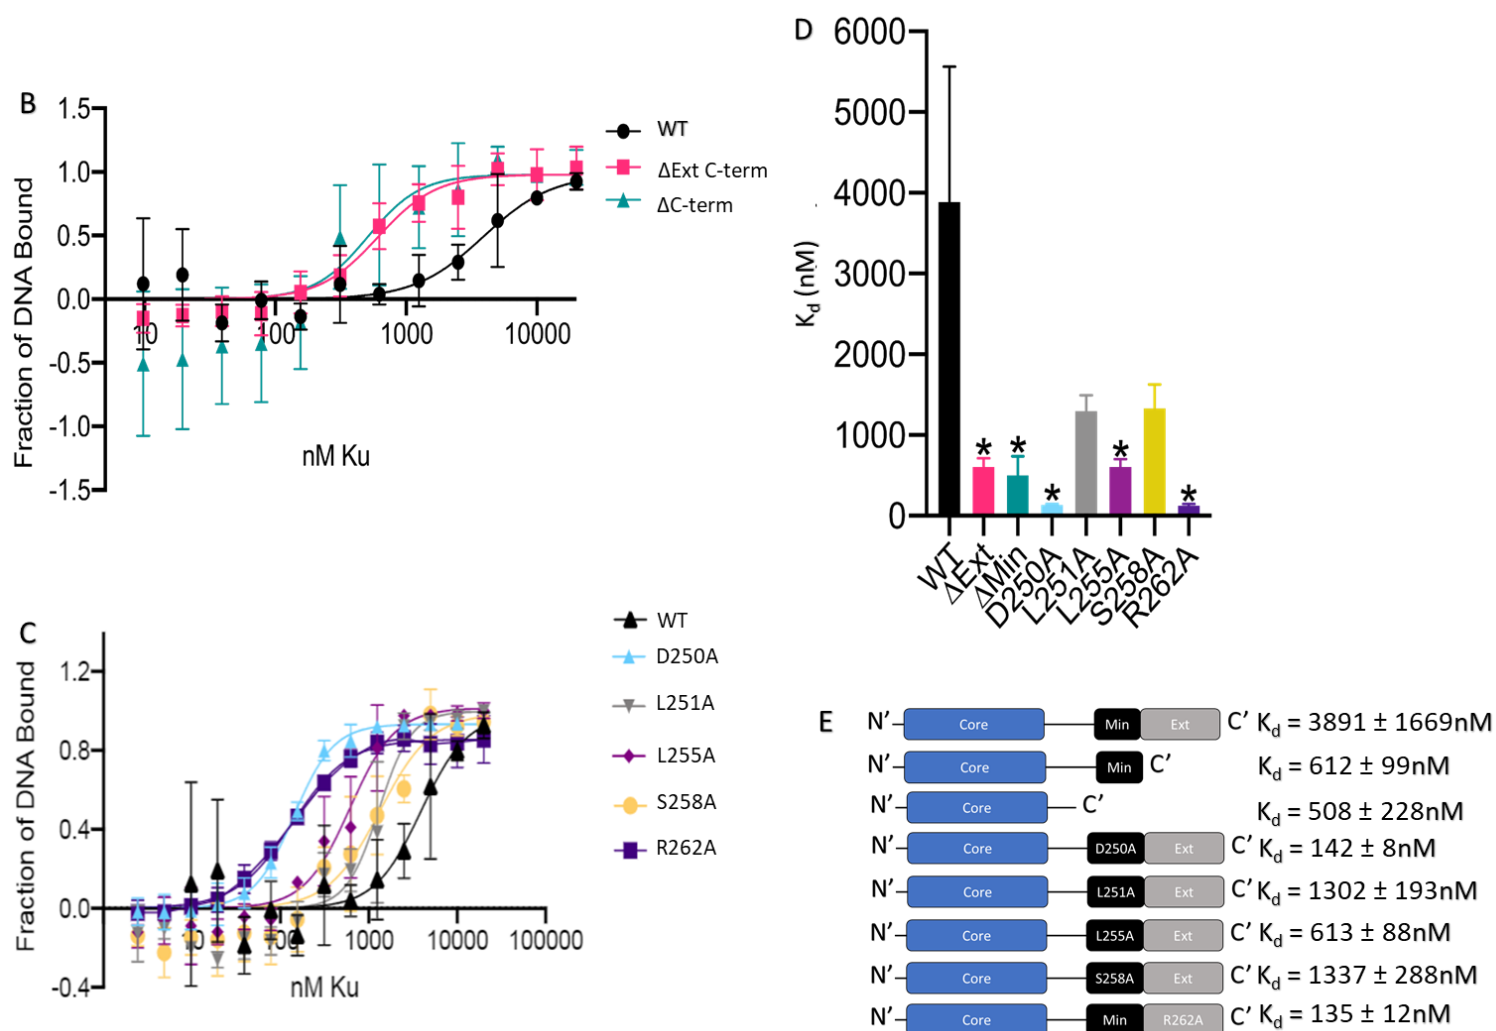 B
1.5
1.0
0.5
0.0
-0.5
-1.0
-1.5
Fraction of DNA Bound
10
100
1000
10000
nM Ku
WT
ΔExt C-term
ΔC-term
D
6000
5000
4000
3000
2000
1000
0
Kd (nM)
* * * * *
WT
ΔExt
ΔMin
D250A
L251A
L255A
S258A
R262A
C
1.2
0.8
0.4
0.0
-0.4
Fraction of DNA Bound
10
100
1000
10000
100000
nM Ku
WT
D250A
L251A
L255A
S258A
R262A
E
N’ Core Min Ext C’ Kd = 3891 ± 1669nM
N’ Core Min C’ Kd = 612 ± 99nM
N’ Core C’ Kd = 508 ± 228nM
N’ Core D250A Ext C’ Kd = 142 ± 8nM
N’ Core L251A Ext C’ Kd = 1302 ± 193nM
N’ Core L255A Ext C’ Kd = 613 ± 88nM
N’ Core S258A Ext C’ Kd = 1337 ± 288nM
N’ Core Min R262A C’ Kd = 135 ± 12nM